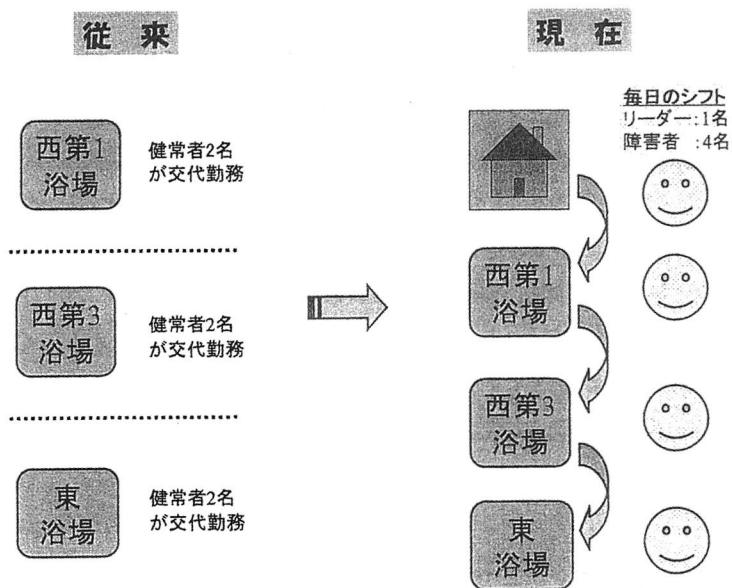 従 来
西第1
浴場
健常者2名
が交代勤務
西第3
浴場
健常者2名
が交代勤務
東
浴場
健常者2名
が交代勤務
現 在
毎日のシフト
リーダー:1名
障害者 :4名
西第1
浴場
西第3
浴場
東
浴場